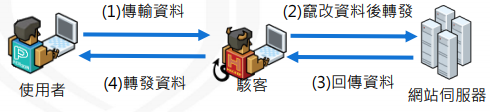 (1)傳輸資料
(2)竄改資料後轉發
(4)轉發資料
(3)回傳資料
使用者
駭客
網站伺服器
P
H